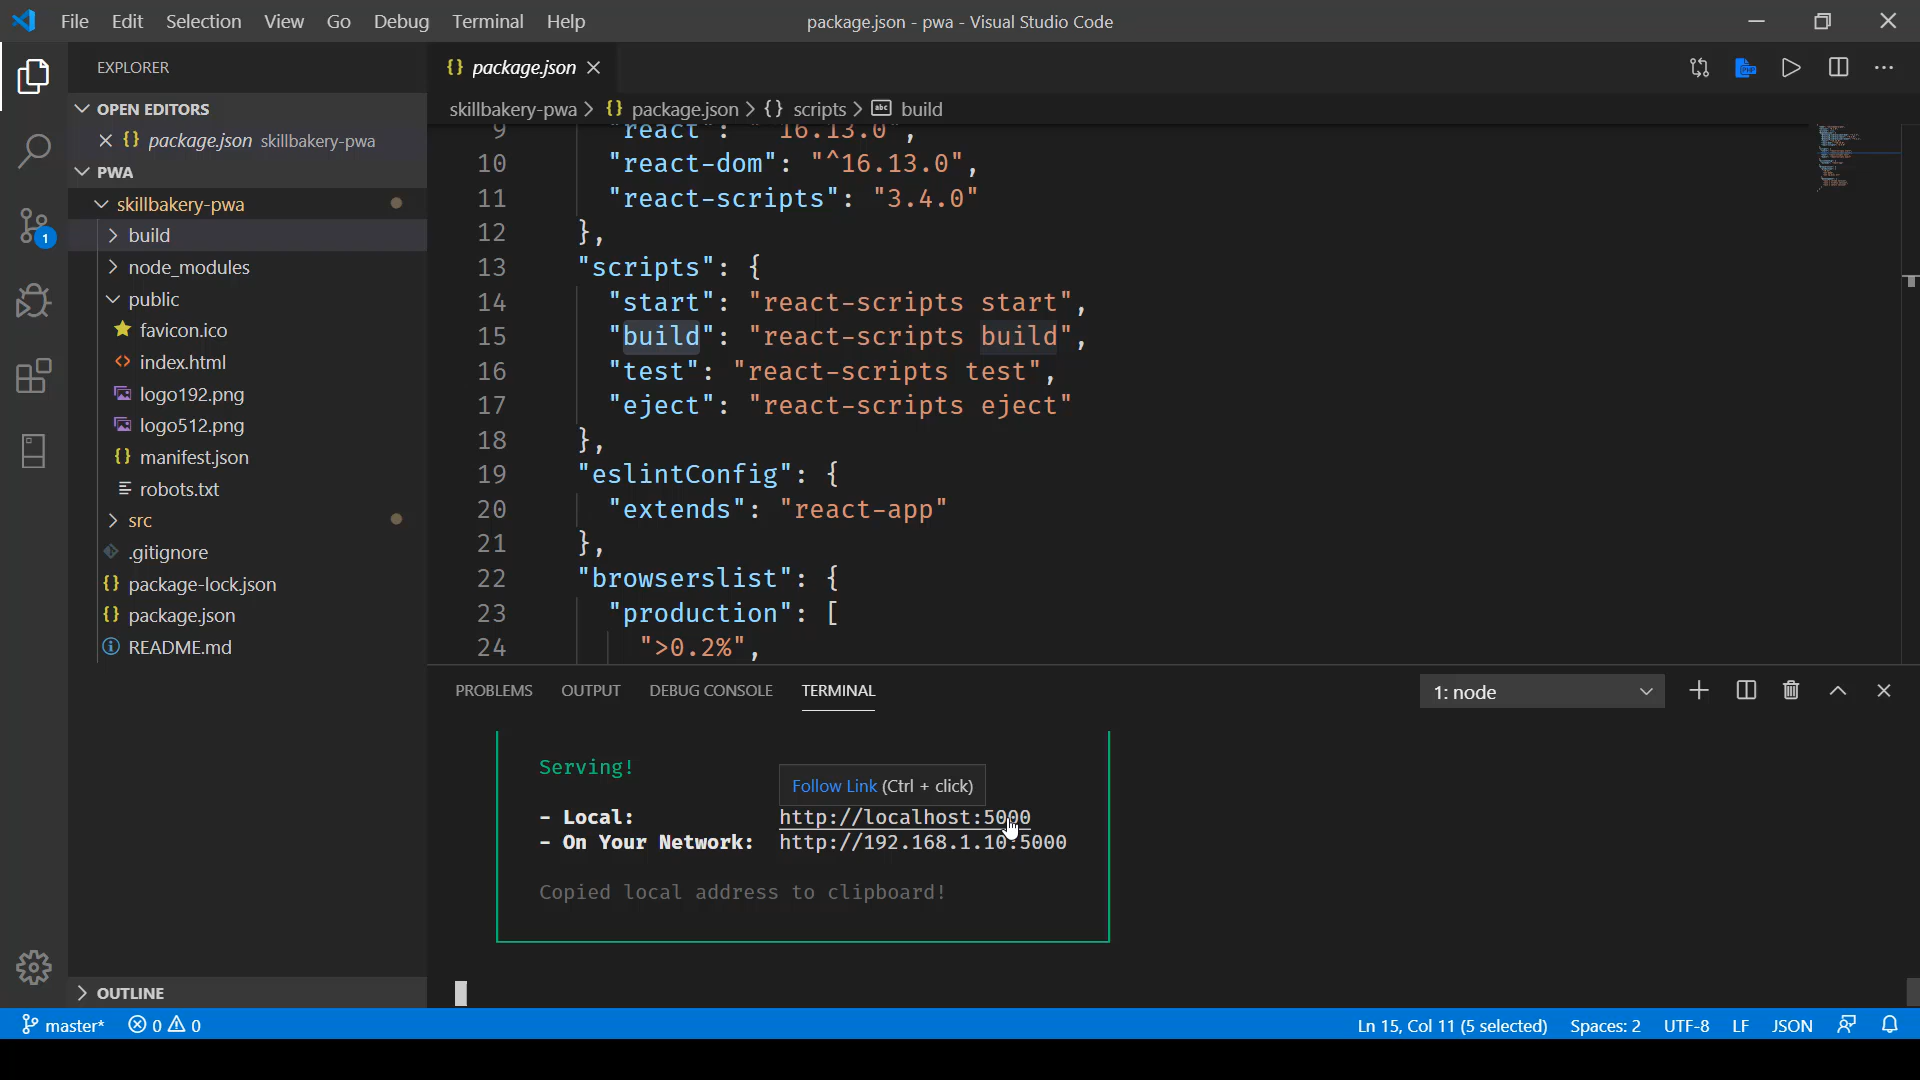 File Edit Selection View Go Debug Terminal Help
package.json - pwa - Visual Studio Code
EXPLORER
OPEN EDITORS
{} package.json skillbakery-pwa
PWA
skillbakery-pwa
build
node_modules
public
favicon.ico
<> index.html
logo192.png
logo512.png
{} manifest.json
robots.txt
src
.gitignore
{} package-lock.json
{} package.json
README.md
OUTLINE
1
{} package.json
PHP
skillbakery-pwa > {} package.json > {} scripts > abc build
9 "react": "^16.13.0",
10 "react-dom": "^16.13.0",
11 "react-scripts": "3.4.0"
12 },
13 "scripts": {
14 "start": "react-scripts start",
15 "build": "react-scripts build",
16 "test": "react-scripts test",
17 "eject": "react-scripts eject"
18 },
19 "eslintConfig": {
20 "extends": "react-app"
21 },
22 "browserslist": {
23 "production": [
24 ">0.2%",
PROBLEMS OUTPUT DEBUG CONSOLE TERMINAL
1: node
Serving!
Follow Link (Ctrl + click)
- Local: http://localhost:5000
- On Your Network: http://192.168.1.10:5000
Copied local address to clipboard!
master* 0 0
Ln 15, Col 11 (5 selected) Spaces: 2 UTF-8 LF JSON